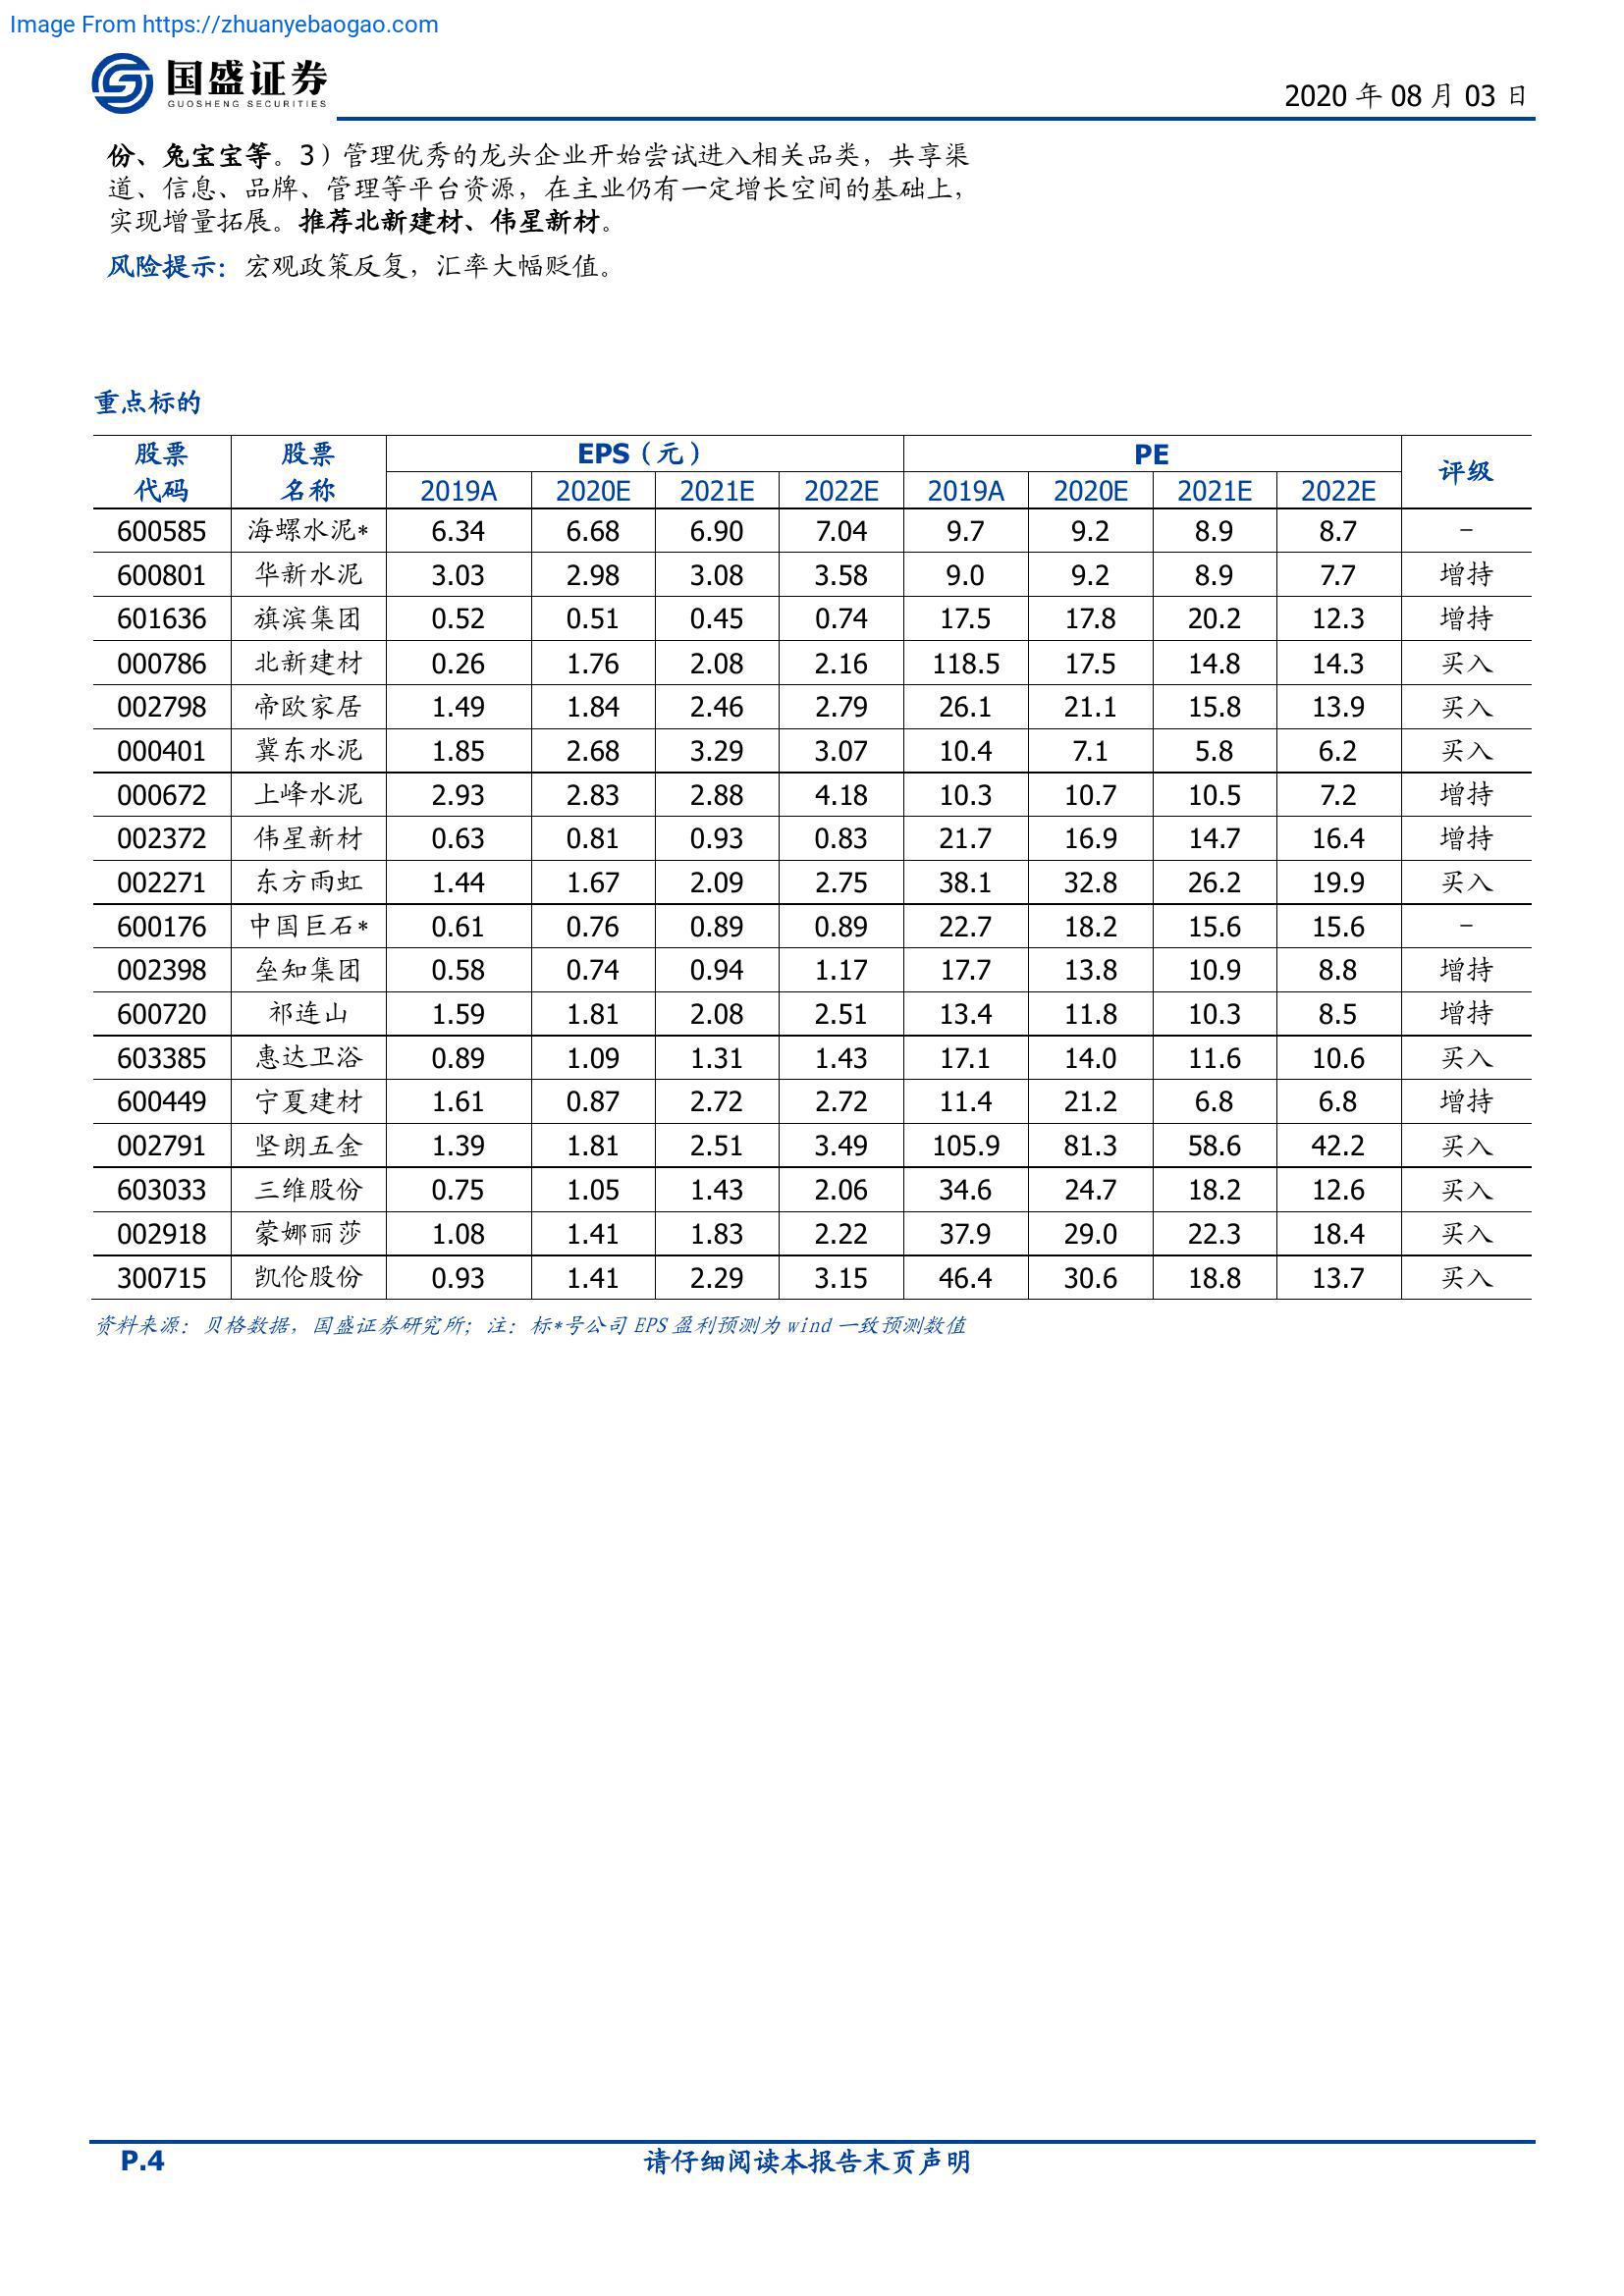 Image From https://zhuanyebaogao.com
国盛证券
GUOSHENG SECURITIES
2020 年 08 月 03 日
份、兔宝宝等。3）管理优秀的龙头企业开始尝试进入相关品类，共享渠
道、信息、品牌、管理等平台资源，在主业仍有一定增长空间的基础上，
实现增量拓展。推荐北新建材、伟星新材。
风险提示：宏观政策反复，汇率大幅贬值。
重点标的
股票 股票 EPS（元） PE 评级
代码 名称 2019A 2020E 2021E 2022E 2019A 2020E 2021E 2022E
600585 海螺水泥* 6.34 6.68 6.90 7.04 9.7 9.2 8.9 8.7 -
600801 华新水泥 3.03 2.98 3.08 3.58 9.0 9.2 8.9 7.7 增持
601636 旗滨集团 0.52 0.51 0.45 0.74 17.5 17.8 20.2 12.3 增持
000786 北新建材 0.26 1.76 2.08 2.16 118.5 17.5 14.8 14.3 买入
002798 帝欧家居 1.49 1.84 2.46 2.79 26.1 21.1 15.8 13.9 买入
000401 冀东水泥 1.85 2.68 3.29 3.07 10.4 7.1 5.8 6.2 买入
000672 上峰水泥 2.93 2.83 2.88 4.18 10.3 10.7 10.5 7.2 增持
002372 伟星新材 0.63 0.81 0.93 0.83 21.7 16.9 14.7 16.4 增持
002271 东方雨虹 1.44 1.67 2.09 2.75 38.1 32.8 26.2 19.9 买入
600176 中国巨石* 0.61 0.76 0.89 0.89 22.7 18.2 15.6 15.6 -
002398 垒知集团 0.58 0.74 0.94 1.17 17.7 13.8 10.9 8.8 增持
600720 祁连山 1.59 1.81 2.08 2.51 13.4 11.8 10.3 8.5 增持
603385 惠达卫浴 0.89 1.09 1.31 1.43 17.1 14.0 11.6 10.6 买入
600449 宁夏建材 1.61 0.87 2.72 2.72 11.4 21.2 6.8 6.8 增持
002791 坚朗五金 1.39 1.81 2.51 3.49 105.9 81.3 58.6 42.2 买入
603033 三维股份 0.75 1.05 1.43 2.06 34.6 24.7 18.2 12.6 买入
002918 蒙娜丽莎 1.08 1.41 1.83 2.22 37.9 29.0 22.3 18.4 买入
300715 凯伦股份 0.93 1.41 2.29 3.15 46.4 30.6 18.8 13.7 买入
资料来源：贝格数据，国盛证券研究所；注：标*号公司 EPS 盈利预测为 wind 一致预测数值
P.4 请仔细阅读本报告末页声明